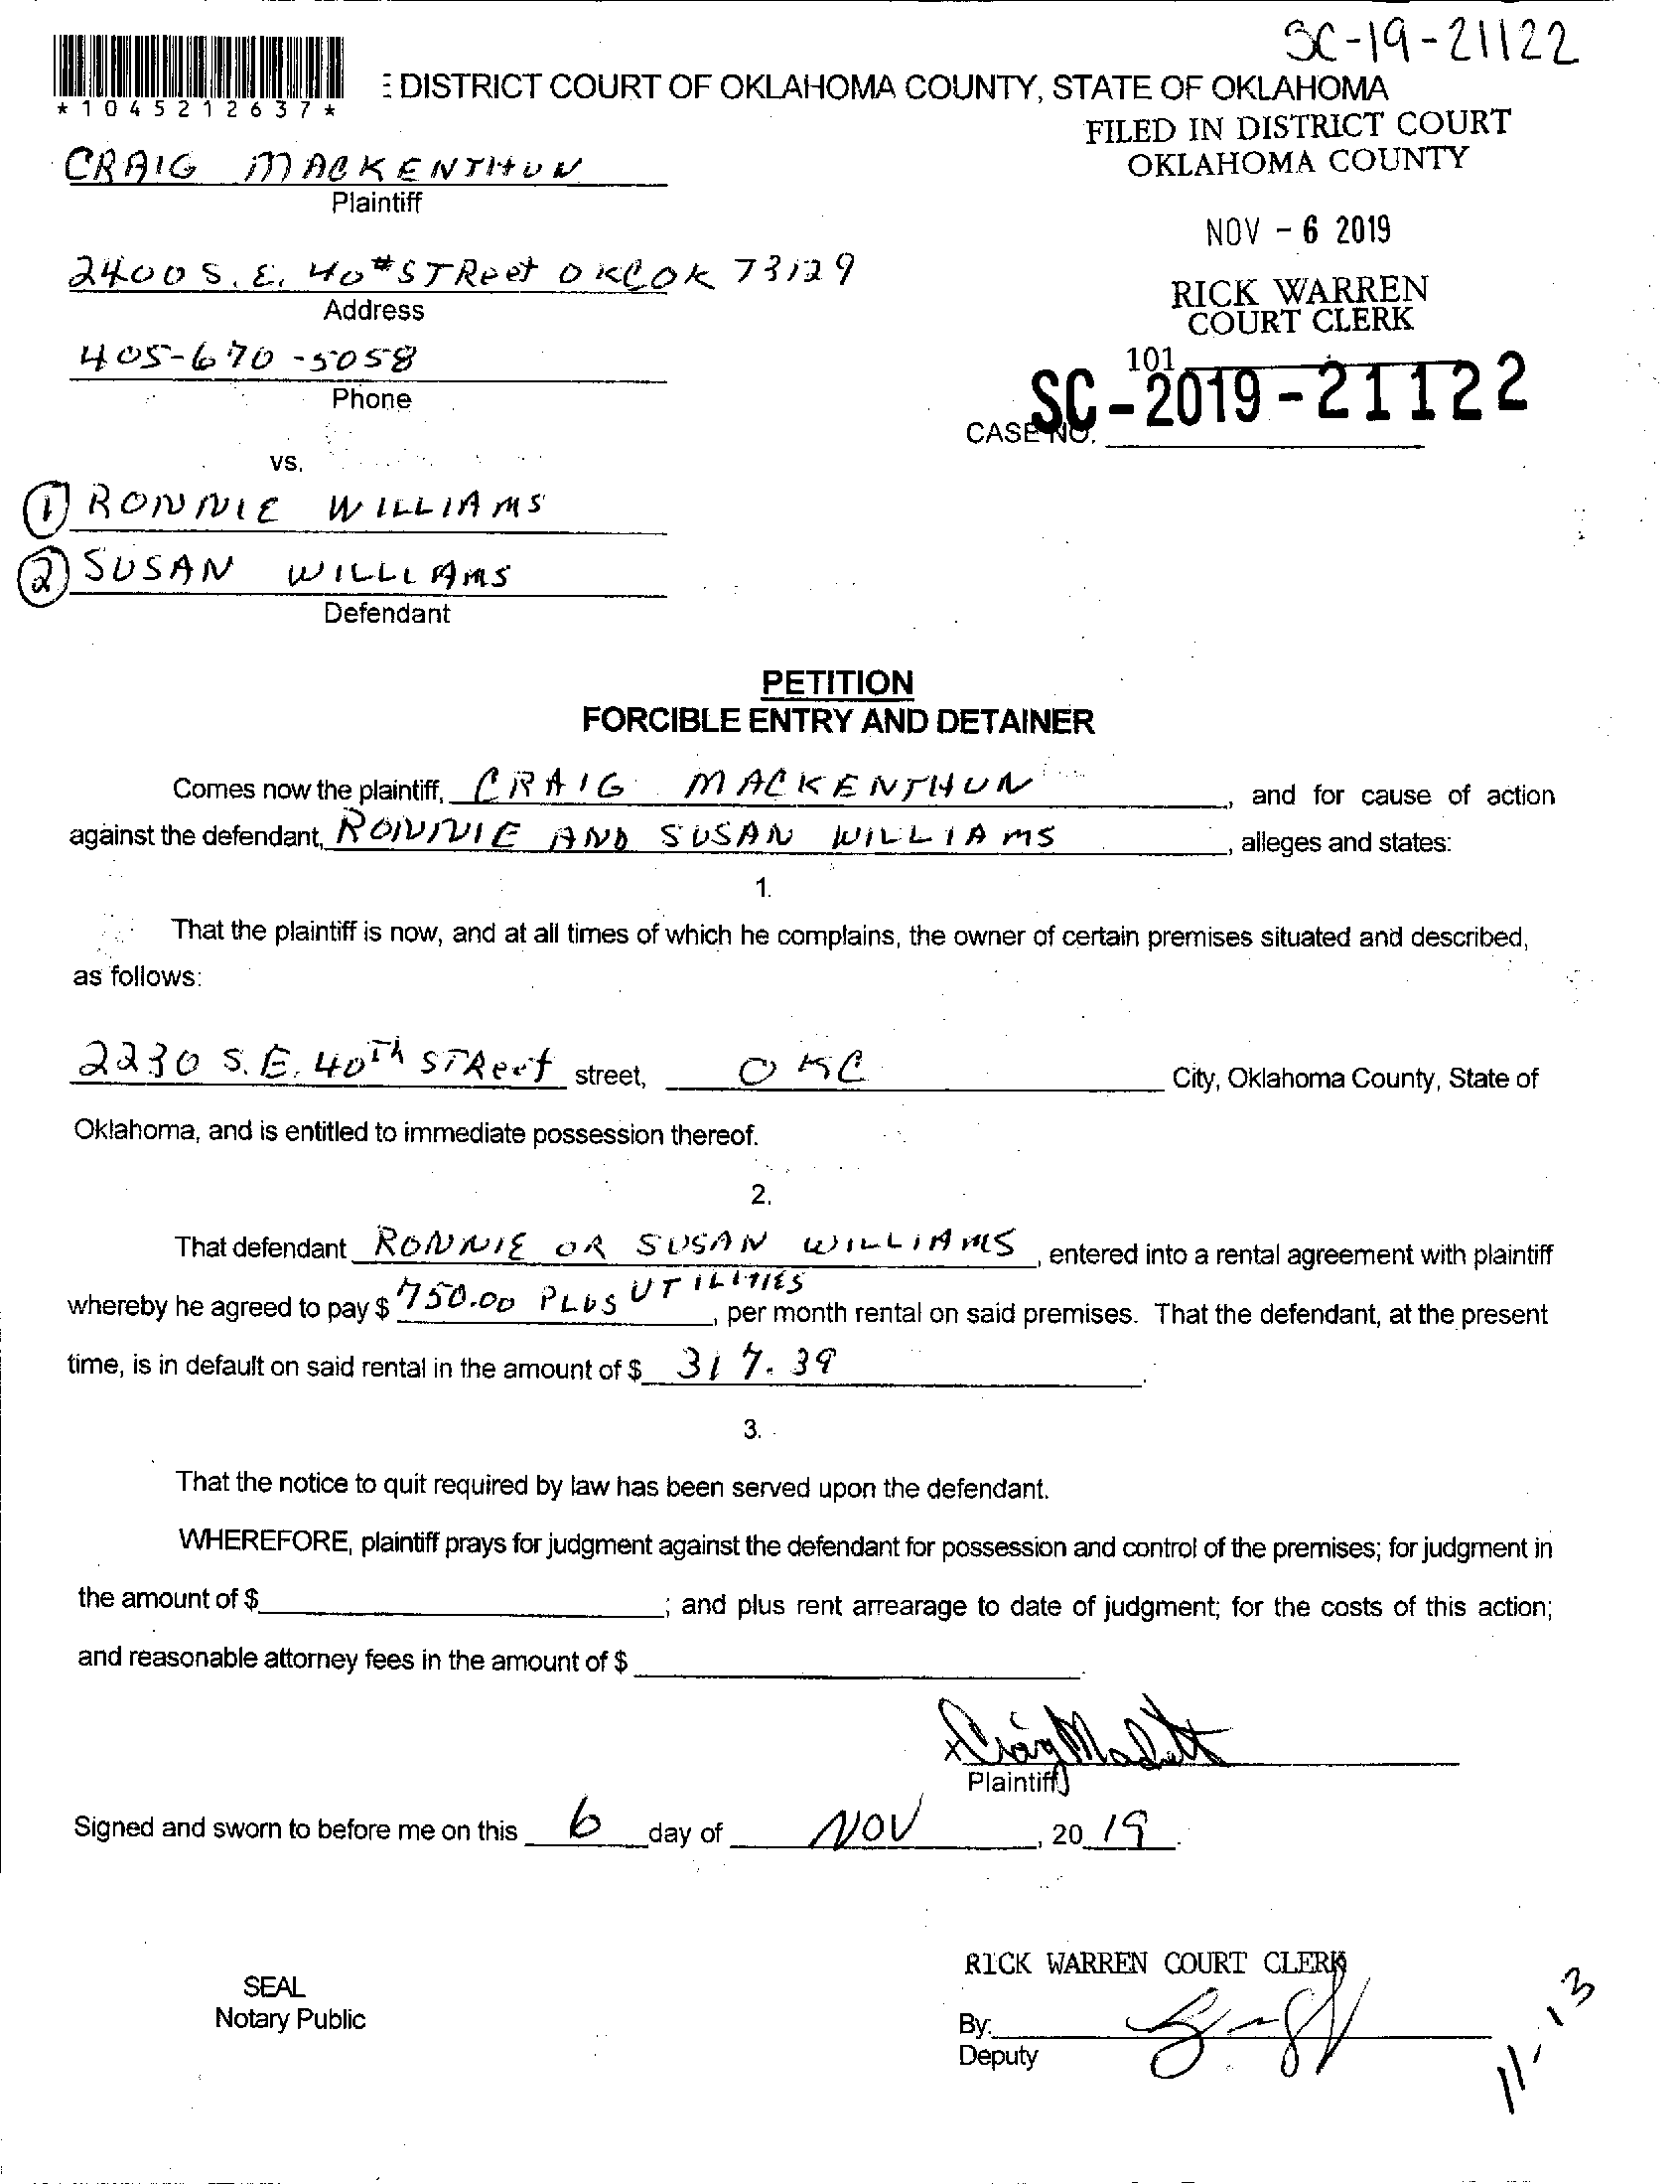 SC-19-21122
DISTRICT COURT OF OKLAHOMA COUNTY, STATE OF OKLAHOMA
*1045212637*
FILED IN DISTRICT COURT
OKLAHOMA COUNTY
CRAIG MACKENTHUN
Plaintiff
NOV - 6 2019
2400 S. E. 40th STReet OKC OK 73129
Address
RICK WARREN
COURT CLERK
405-670-5058
Phone
101
SC-2019-21122
CASE NO.
vs.
1 RONNIE WILLIAMS
2 SUSAN WILLIAMS
Defendant
PETITION
FORCIBLE ENTRY AND DETAINER
Comes now the plaintiff, CRAIG MACKENTHUN, and for cause of action
against the defendant, RONNIE AND SUSAN WILLIAMS, alleges and states:
1.
That the plaintiff is now, and at all times of which he complains, the owner of certain premises situated and described,
as follows:
2230 S.E. 40Th STReet street, OKC City, Oklahoma County, State of
Oklahoma, and is entitled to immediate possession thereof.
2.
That defendant RONNIE OR SUSAN WILLIAMS, entered into a rental agreement with plaintiff
whereby he agreed to pay $ 750.00 PLUS UTILITIES, per month rental on said premises. That the defendant, at the present
time, is in default on said rental in the amount of $ 317.39.
3.
That the notice to quit required by law has been served upon the defendant.
WHEREFORE, plaintiff prays for judgment against the defendant for possession and control of the premises; for judgment in
the amount of $ ; and plus rent arrearage to date of judgment; for the costs of this action;
and reasonable attorney fees in the amount of $ .
x Craig
Plaintiff
Signed and sworn to before me on this 6 day of NOV, 20 19.
RICK WARREN COURT CLERK
SEAL
Notary Public
By:
Deputy
11-13